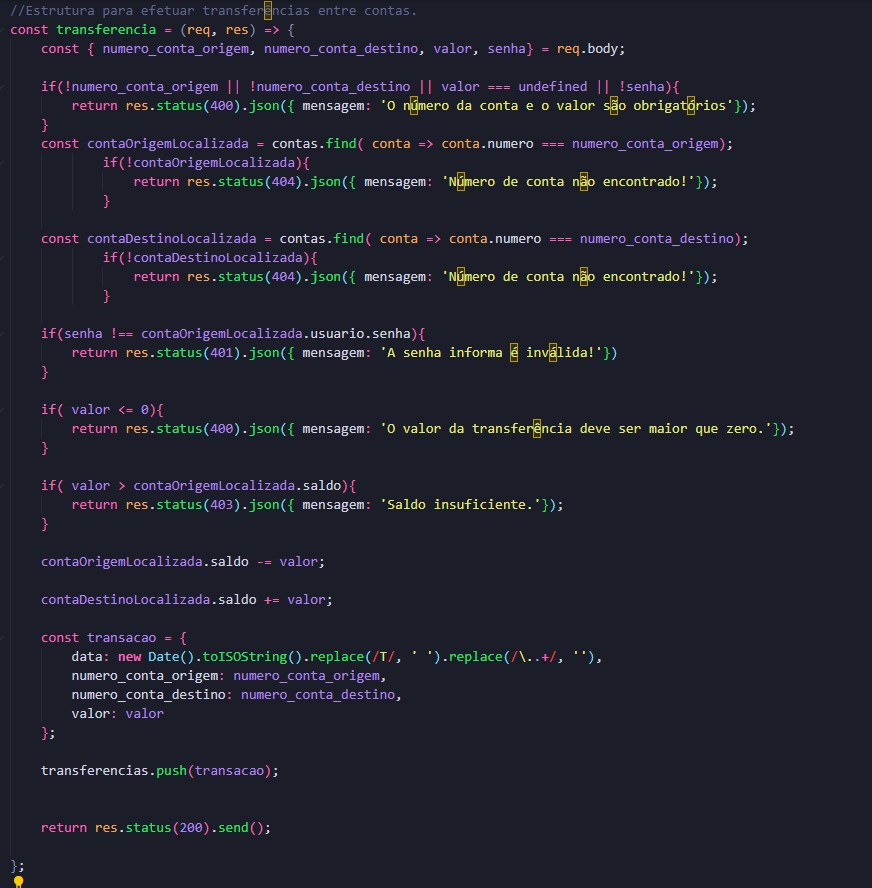 //Estrutura para efetuar transferências entre contas.
const transferencia = (req, res) => {
const { numero_conta_origem, numero_conta_destino, valor, senha} = req.body;
if(!numero_conta_origem || !numero_conta_destino || valor === undefined || !senha){
return res.status(400).json({ mensagem: 'O número da conta e o valor são obrigatórios'});
}
const contaOrigemLocalizada = contas.find( conta => conta.numero === numero_conta_origem);
if(!contaOrigemLocalizada){
return res.status(404).json({ mensagem: 'Número de conta não encontrado!'});
}
const contaDestinoLocalizada = contas.find( conta => conta.numero === numero_conta_destino);
if(!contaDestinoLocalizada){
return res.status(404).json({ mensagem: 'Número de conta não encontrado!'});
}
if(senha !== contaOrigemLocalizada.usuario.senha){
return res.status(401).json({ mensagem: 'A senha informa é inválida!'})
}
if( valor <= 0){
return res.status(400).json({ mensagem: 'O valor da transferência deve ser maior que zero.'});
}
if( valor > contaOrigemLocalizada.saldo){
return res.status(403).json({ mensagem: 'Saldo insuficiente.'});
}
contaOrigemLocalizada.saldo -= valor;
contaDestinoLocalizada.saldo += valor;
const transacao = {
data: new Date().toISOString().replace(/T/, ' ').replace(/\..+/, ''),
numero_conta_origem: numero_conta_origem,
numero_conta_destino: numero_conta_destino,
valor: valor
};
transferencias.push(transacao);
return res.status(200).send();
};